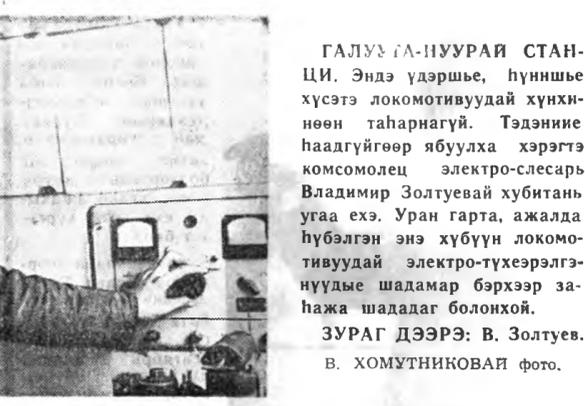 ГАЛУУТА-НУУРАЙ СТАН-
ЦИ. Эндэ үдэршье, һүниншье
хүсэтэ локомотивуудай хүнхи-
нөөн таһарнагүй. Тэдэниие
һаадгүйгөөр ябуулха хэрэгтэ
комсомолец электро-слесарь
Владимир Золтуевай хубитань
угаа ехэ. Уран гарта, ажалда
һүбэлгэн энэ хүбүүн локомо-
тивуудай электро-түхеэрэлгэ-
нүүдые шадамар бэрхээр за-
һажа шададаг болонхой.
ЗУРАГ ДЭЭРЭ: В. Золтуев.
В. ХОМУТНИКОВАЙ фото.